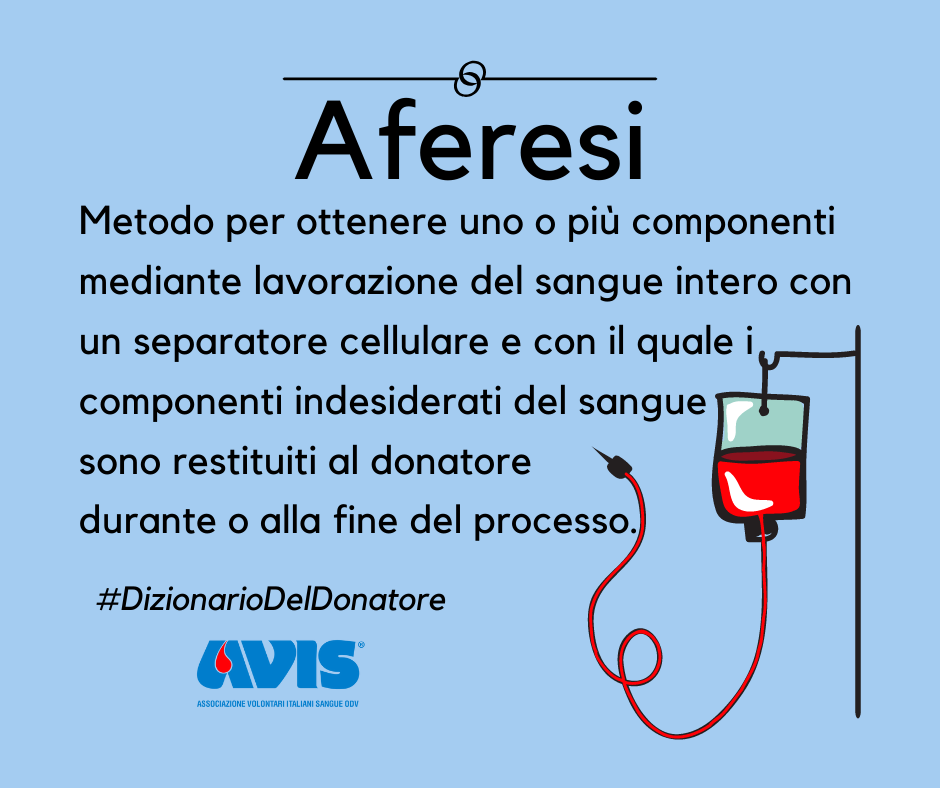 Aferesi
Metodo per ottenere uno o più componenti
mediante lavorazione del sangue intero con
un separatore cellulare e con il quale i
componenti indesiderati del sangue
sono restituiti al donatore
durante o alla fine del processo.
#DizionarioDelDonatore
AVIS®
ASSOCIAZIONE VOLONTARI ITALIANI SANGUE ODV